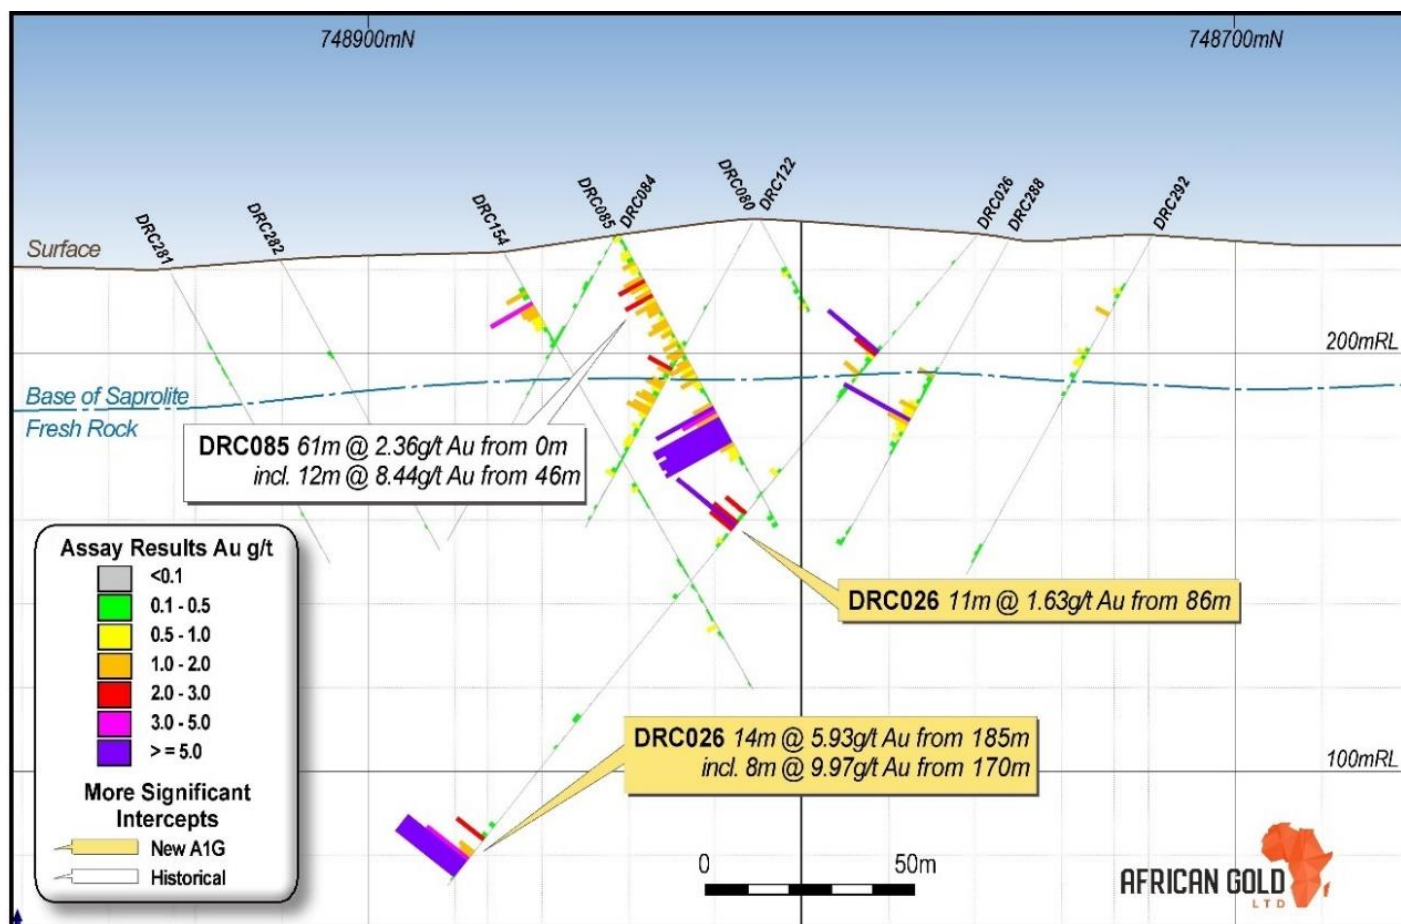 748900mN
748700mN
DRC281
DRC282
DRC154
DRC085
DRC084
DRC080
DRC122
DRC026
DRC288
DRC292
Surface
200mRL
Base of Saprolite
Fresh Rock
DRC085 61m @ 2.36g/t Au from 0m
incl. 12m @ 8.44g/t Au from 46m
DRC026 11m @ 1.63g/t Au from 86m
DRC026 14m @ 5.93g/t Au from 185m
incl. 8m @ 9.97g/t Au from 170m
100mRL
Assay Results Au g/t
<0.1
0.1 - 0.5
0.5 - 1.0
1.0 - 2.0
2.0 - 3.0
3.0 - 5.0
> = 5.0
More Significant
Intercepts
New A1G
Historical
0 50m
AFRICAN GOLD
LTD